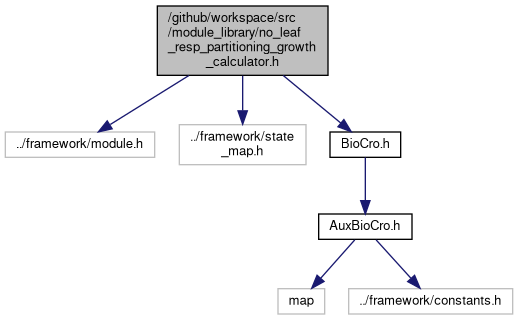 /github/workspace/src
/module_library/no_leaf
_resp_partitioning_growth
_calculator.h
../framework/module.h
../framework/state
_map.h
BioCro.h
AuxBioCro.h
map
../framework/constants.h